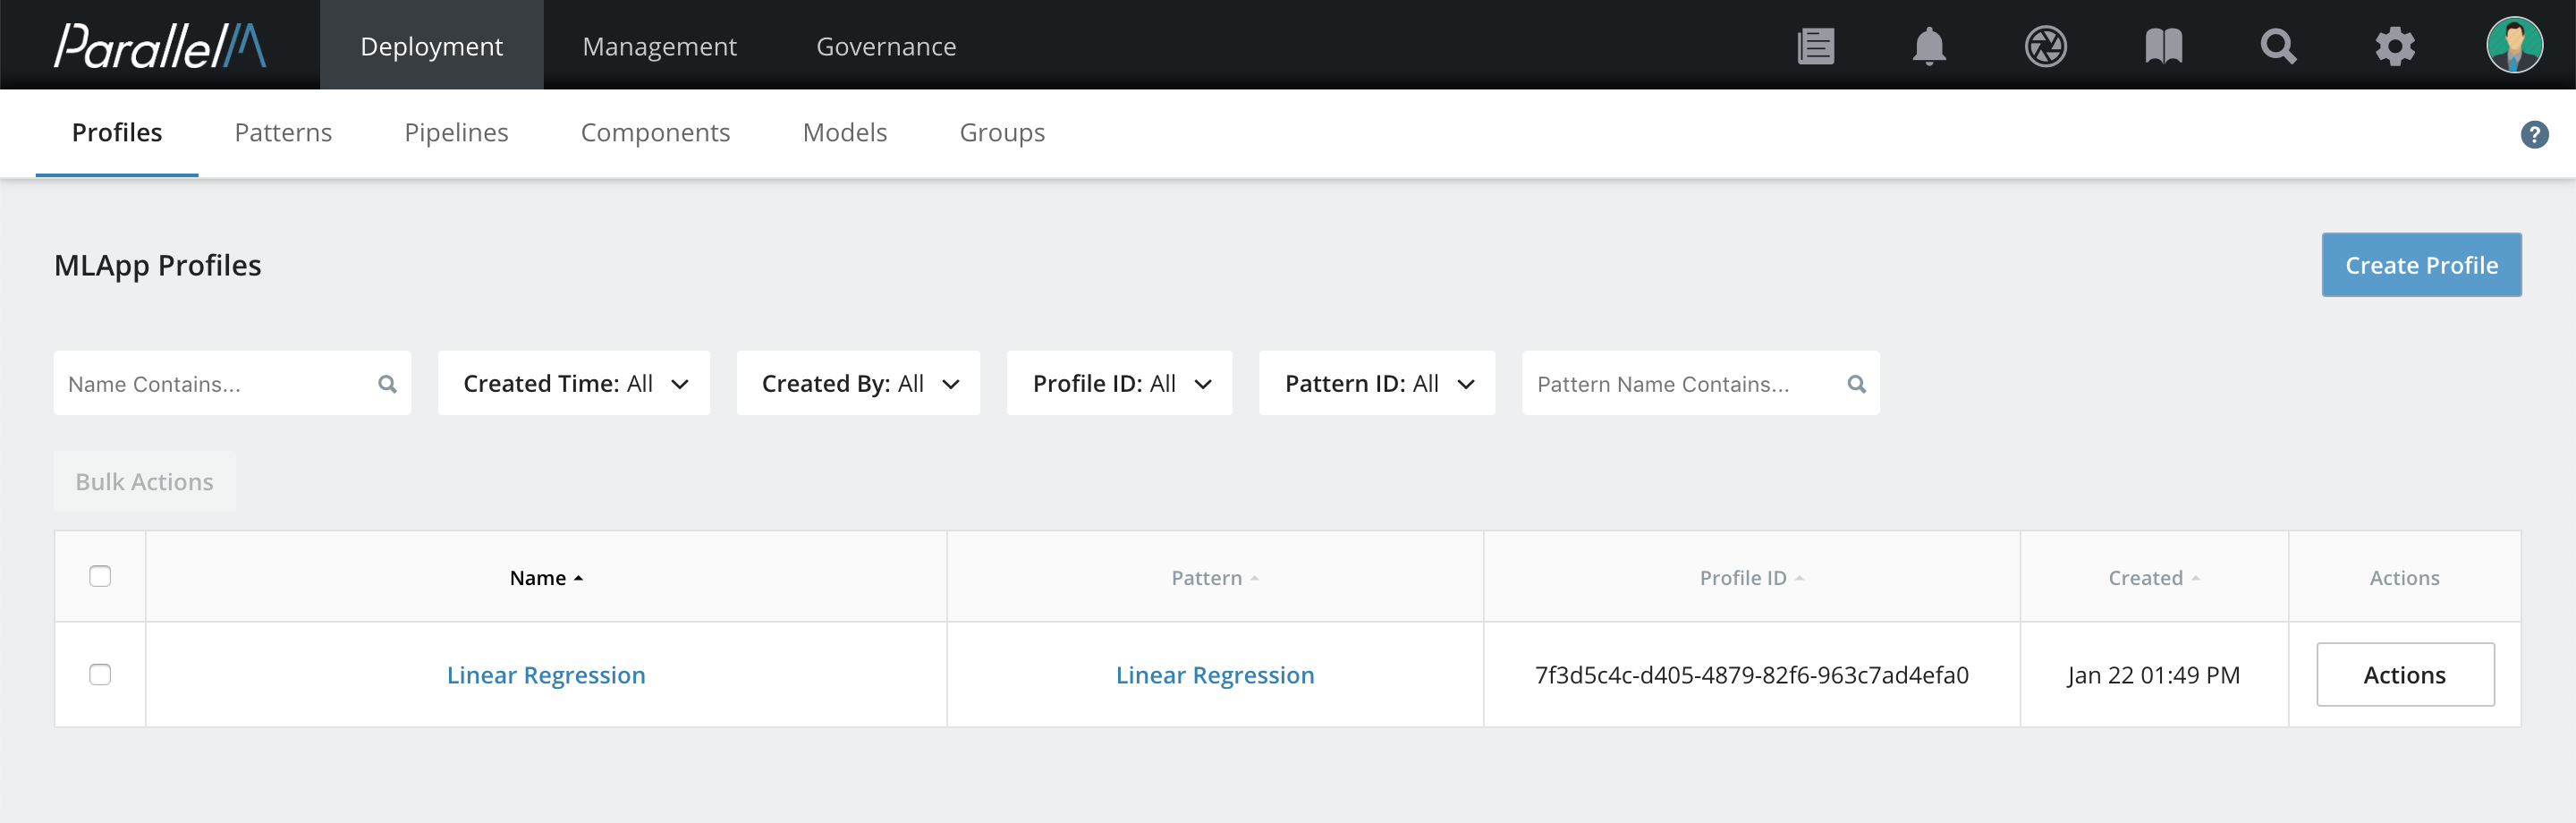 ParallelM Deployment Management Governance
Profiles Patterns Pipelines Components Models Groups ?
MLApp Profiles Create Profile
Name Contains... Created Time: All Created By: All Profile ID: All Pattern ID: All Pattern Name Contains...
Bulk Actions
Name Pattern Profile ID Created Actions
Linear Regression Linear Regression 7f3d5c4c-d405-4879-82f6-963c7ad4efa0 Jan 22 01:49 PM Actions